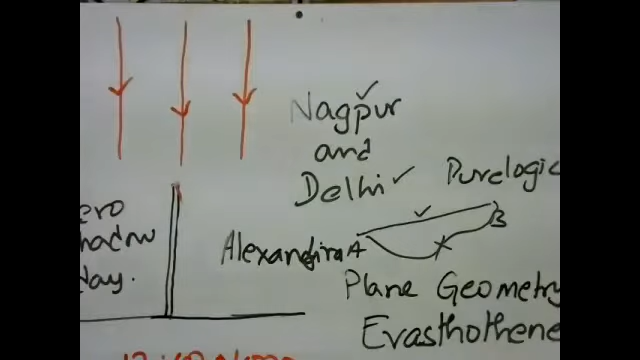 Nagpur
and
Delhi
Purelogic
B
ero
hadow
day.
Alexandira A
Plane Geometry
Evasthothene